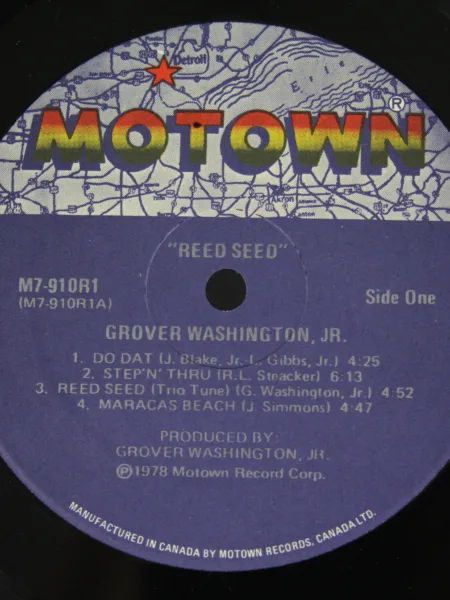 Detroit
Erie
MOTOWN®
Akron
"REED SEED"
M7-910R1
(M7-910R1A)
Side One
GROVER WASHINGTON, JR.
1. DO DAT (J. Blake, Jr.-L. Gibbs, Jr.) 4:25
2. STEP'N' THRU (R.L. Steacker) 6:13
3. REED SEED (Trio Tune) (G. Washington, Jr.) 4:52
4. MARACAS BEACH (J. Simmons) 4:47
PRODUCED BY:
GROVER WASHINGTON, JR.
℗1978 Motown Record Corp.
MANUFACTURED IN CANADA BY MOTOWN RECORDS, CANADA LTD.